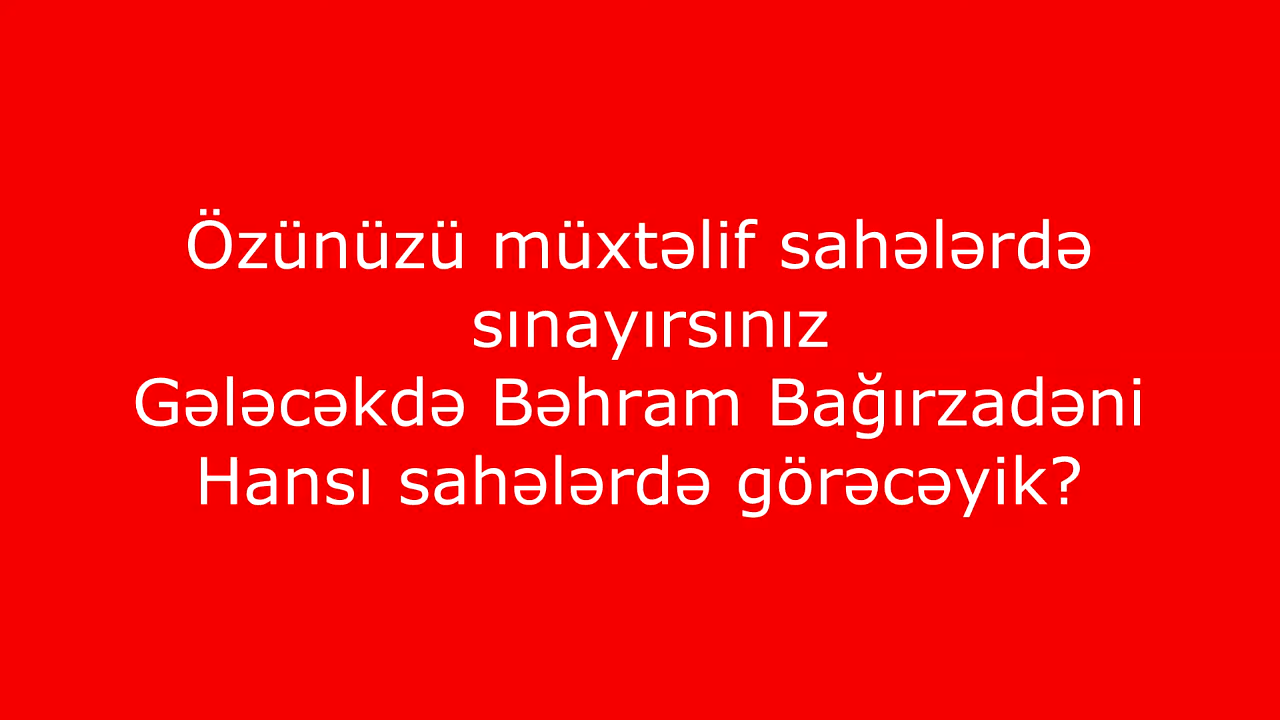 Özünüzü müxtəlif sahələrdə
sınayırsınız
Gələcəkdə Bəhram Bağırzadəni
Hansı sahələrdə görəcəyik?